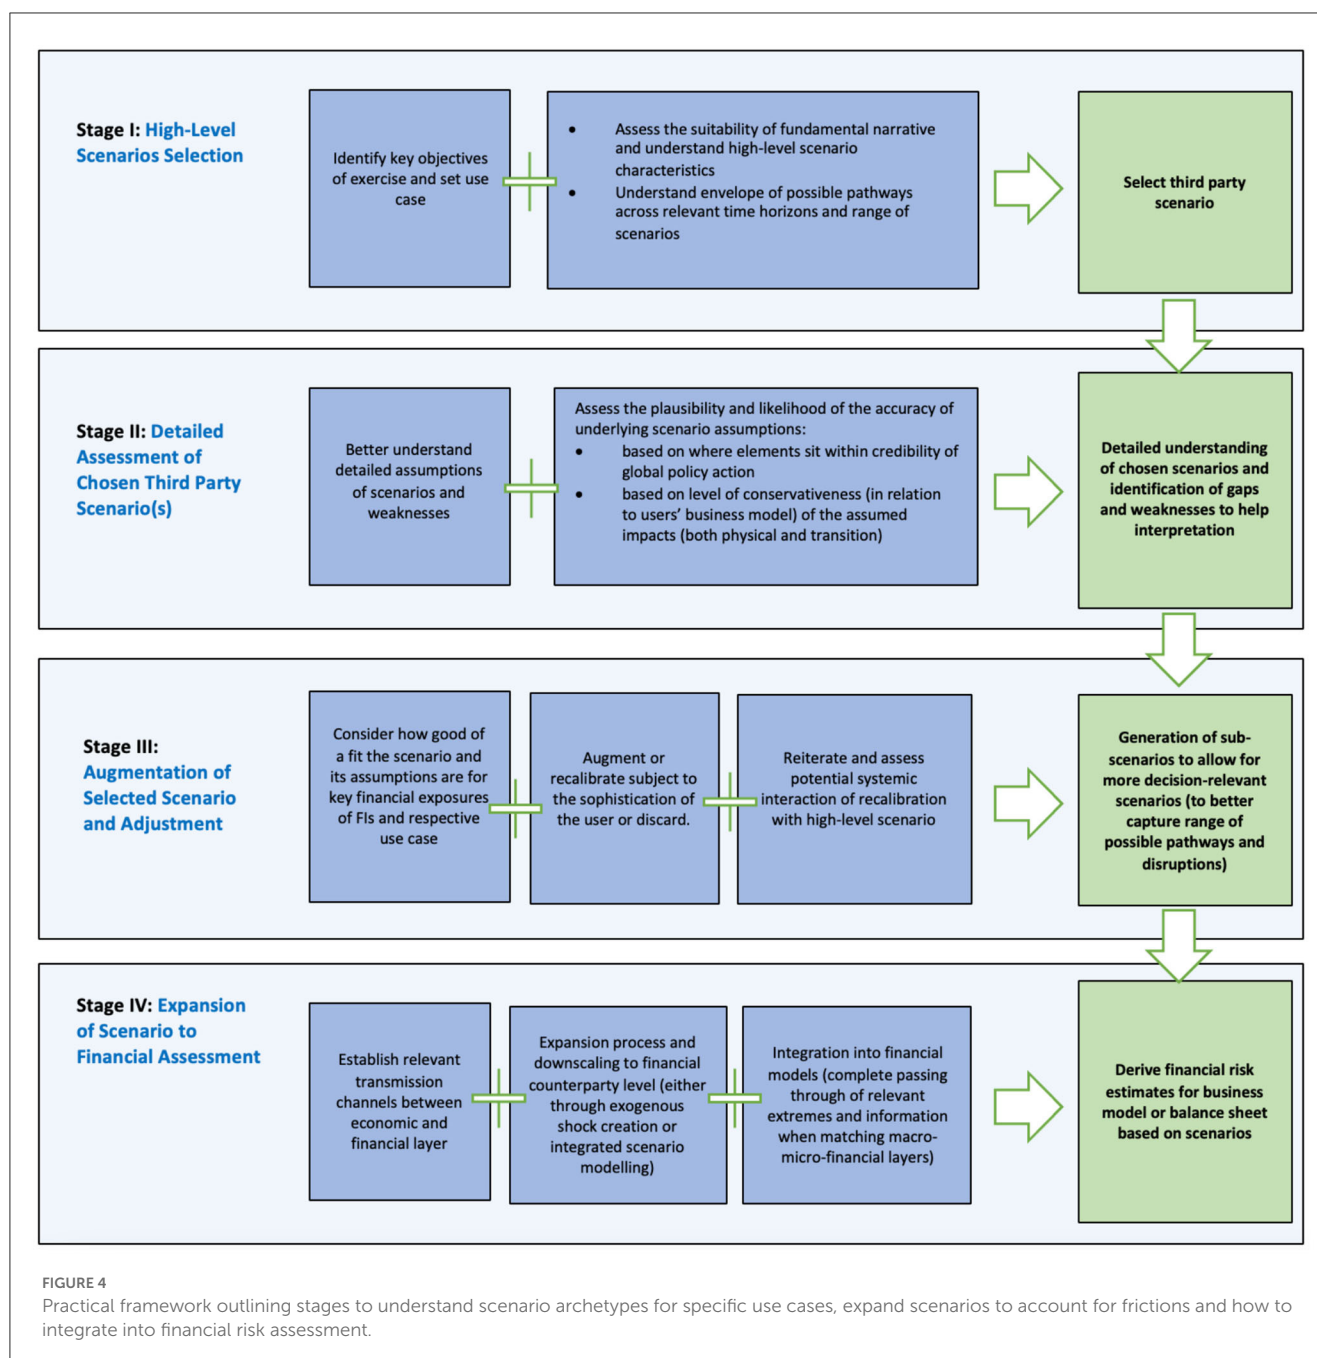 Stage I: High-Level
Scenarios Selection
Identify key objectives
of exercise and set use
case
• Assess the suitability of fundamental narrative
and understand high-level scenario
characteristics
• Understand envelope of possible pathways
across relevant time horizons and range of
scenarios
Select third party
scenario
Stage II: Detailed
Assessment of
Chosen Third Party
Scenario(s)
Better understand
detailed assumptions
of scenarios and
weaknesses
Assess the plausibility and likelihood of the accuracy of
underlying scenario assumptions:
• based on where elements sit within credibility of
global policy action
• based on level of conservativeness (in relation
to users' business model) of the assumed
impacts (both physical and transition)
Detailed understanding
of chosen scenarios and
identification of gaps
and weaknesses to help
interpretation
Stage III:
Augmentation of
Selected Scenario
and Adjustment
Consider how good of
a fit the scenario and
its assumptions are for
key financial exposures
of FIs and respective
use case
Augment or
recalibrate subject to
the sophistication of
the user or discard.
Reiterate and assess
potential systemic
interaction of recalibration
with high-level scenario
Generation of sub-
scenarios to allow for
more decision-relevant
scenarios (to better
capture range of
possible pathways and
disruptions)
Stage IV: Expansion
of Scenario to
Financial Assessment
Establish relevant
transmission
channels between
economic and
financial layer
Expansion process and
downscaling to financial
counterparty level (either
through exogenous
shock creation or
integrated scenario
modelling)
Integration into financial
models (complete passing
through of relevant
extremes and information
when matching macro-
micro-financial layers)
Derive financial risk
estimates for business
model or balance sheet
based on scenarios
FIGURE 4
Practical framework outlining stages to understand scenario archetypes for specific use cases, expand scenarios to account for frictions and how to
integrate into financial risk assessment.